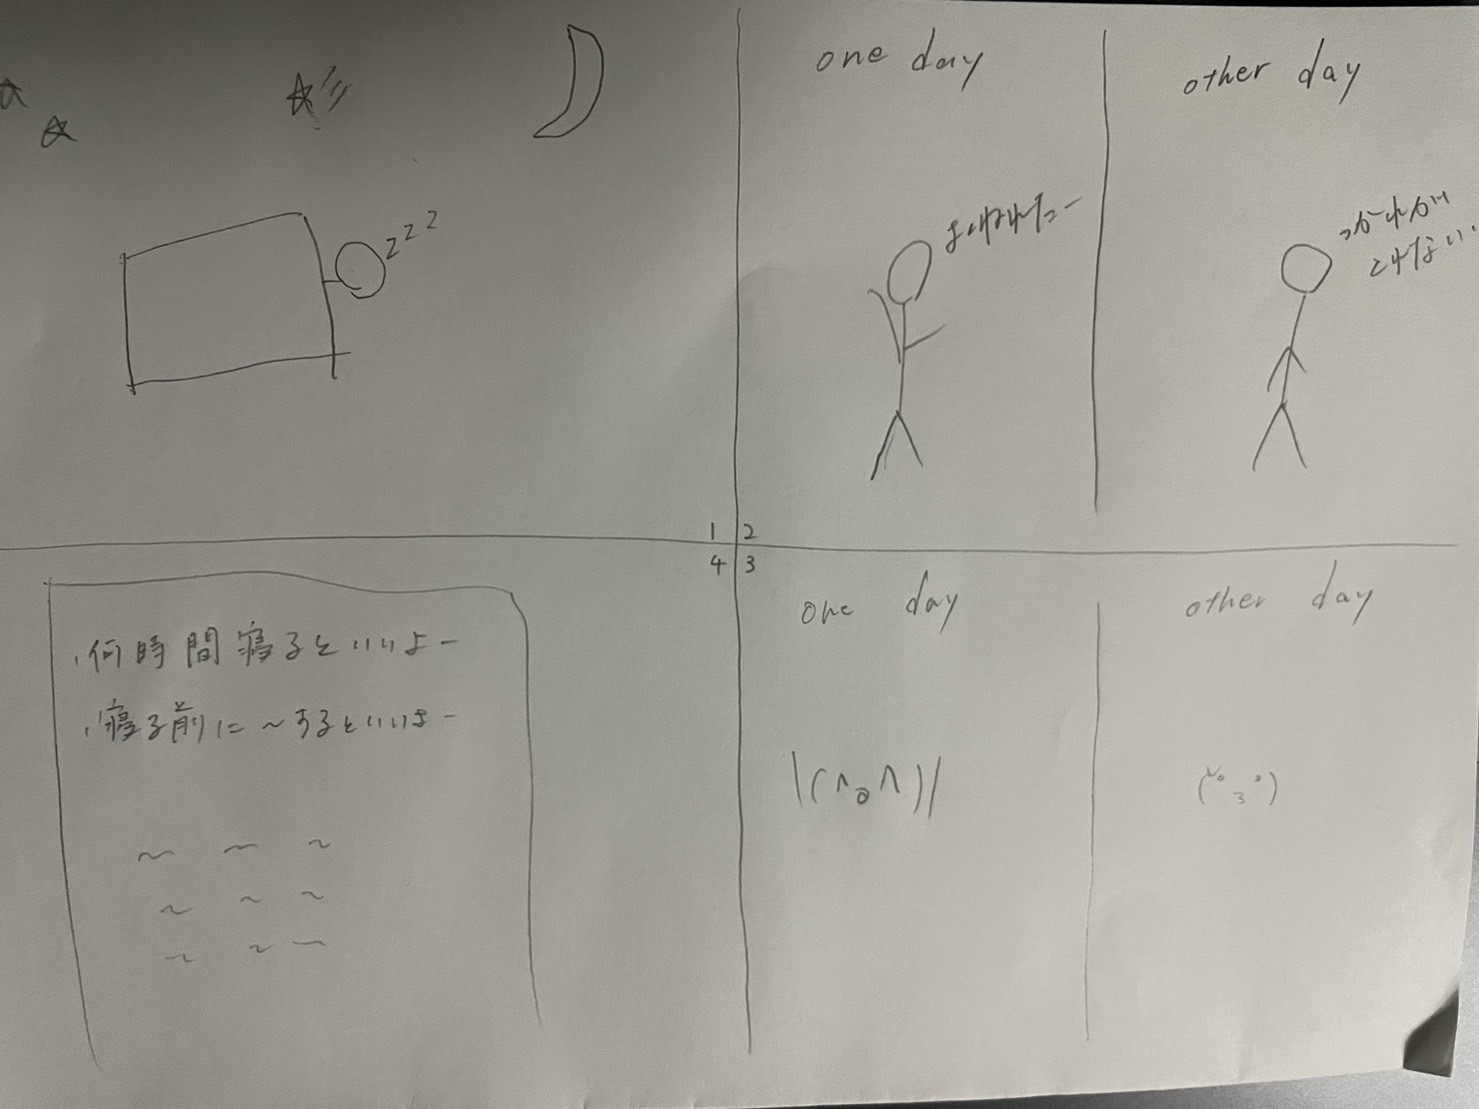 zzz
one day
よくねれたー
other day
つかれが
とれない.
1
2
3
4
one day
\(^o^)/
other day
・何時間寝るといいよー
・寝る前に~するといいよー